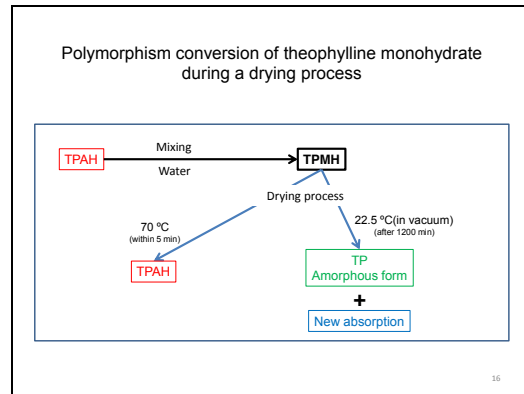 Polymorphism conversion of theophylline monohydrate
during a drying process
TPAH
Mixing
Water
TPMH
Drying process
70 ºC
(within 5 min)
22.5 ºC(in vacuum)
(after 1200 min)
TPAH
TP
Amorphous form
+
New absorption
16